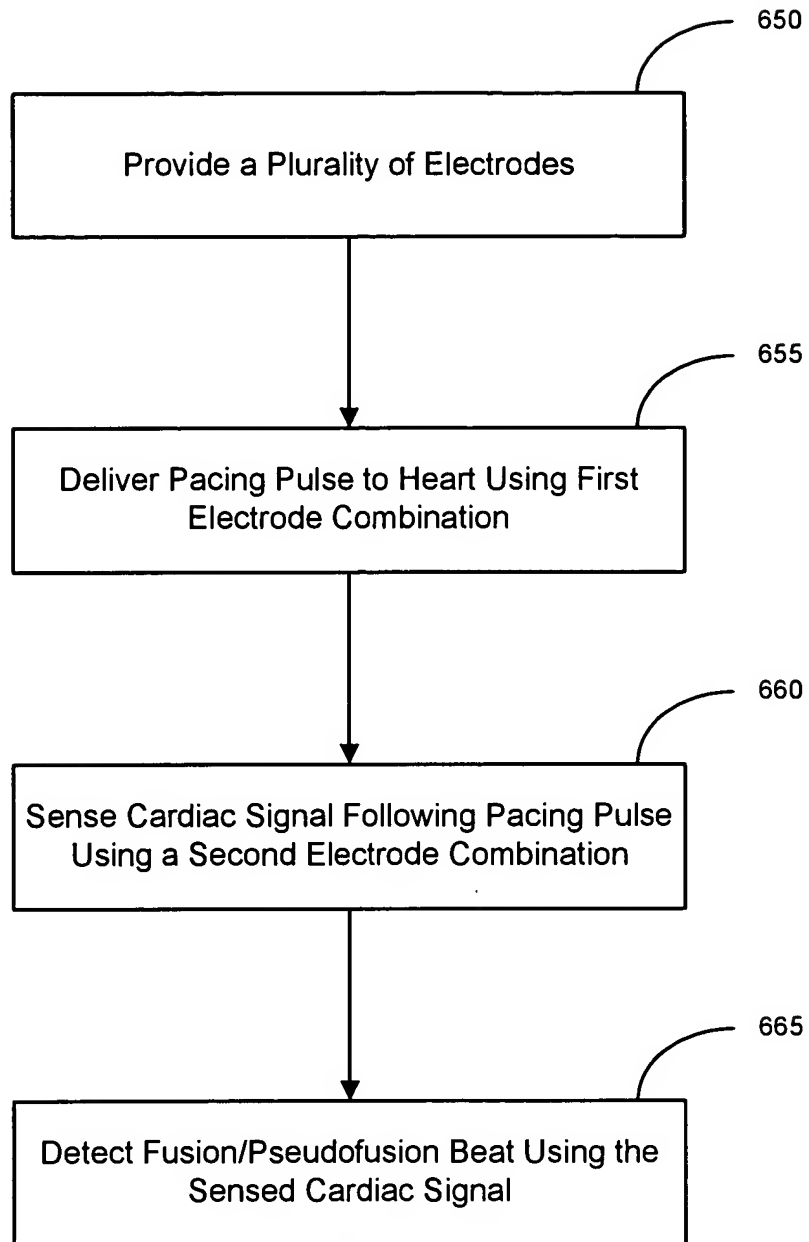 650
Provide a Plurality of Electrodes
655
Deliver Pacing Pulse to Heart Using First
Electrode Combination
660
Sense Cardiac Signal Following Pacing Pulse
Using a Second Electrode Combination
665
Detect Fusion/Pseudofusion Beat Using the
Sensed Cardiac Signal